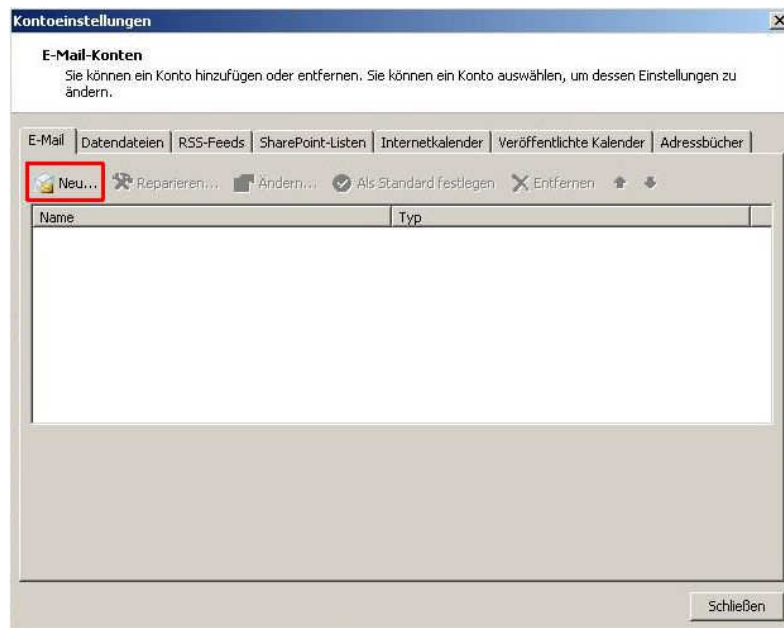 Kontoeinstellungen
E-Mail-Konten
Sie können ein Konto hinzufügen oder entfernen. Sie können ein Konto auswählen, um dessen Einstellungen zu
ändern.
E-Mail Datendateien RSS-Feeds SharePoint-Listen Internetkalender Veröffentlichte Kalender Adressbücher
Neu... Reparieren... Ändern... Als Standard festlegen Entfernen
Name Typ
Schließen